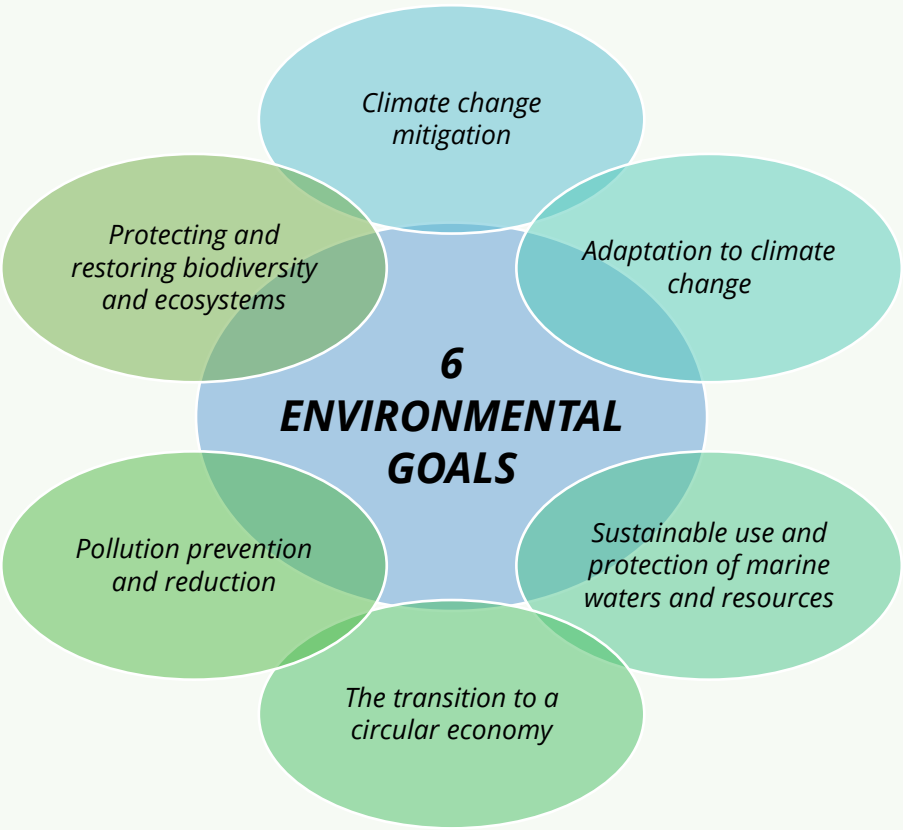 Climate change
mitigation
Adaptation to climate
change
Sustainable use and
protection of marine
waters and resources
The transition to a
circular economy
Pollution prevention
and reduction
Protecting and
restoring biodiversity
and ecosystems
6
ENVIRONMENTAL
GOALS